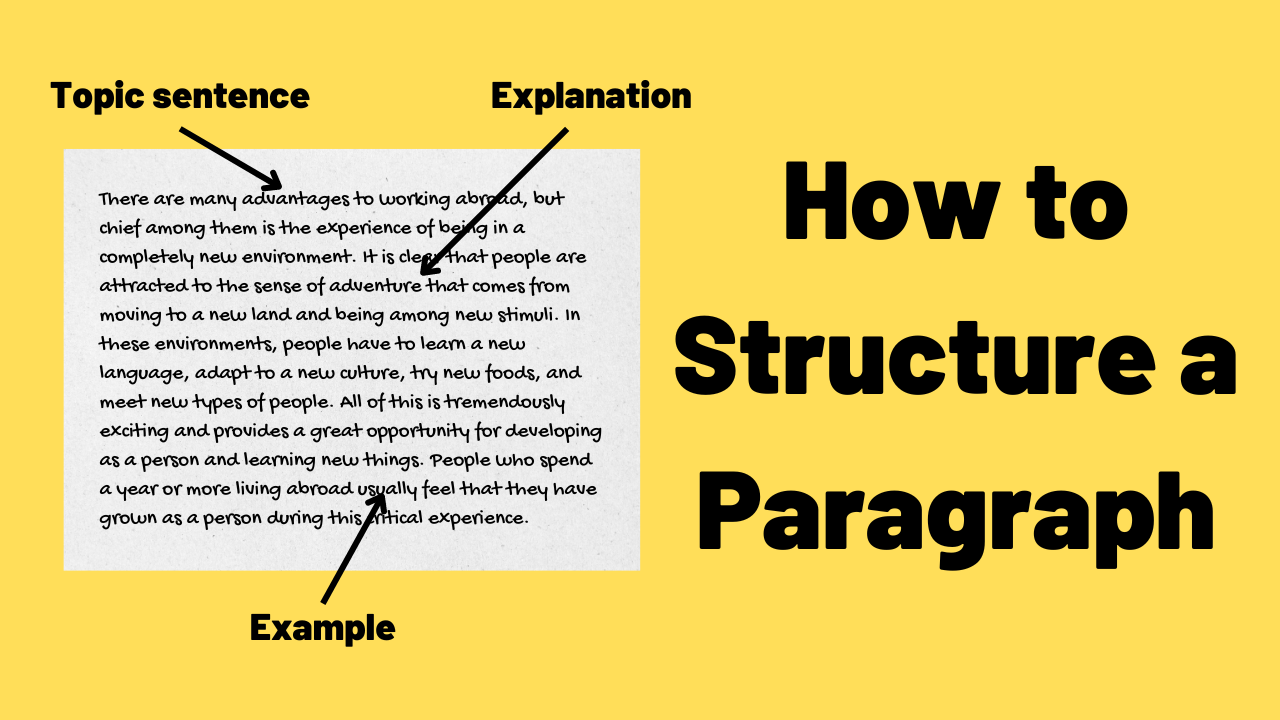 Topic sentence
Explanation
There are many advantages to working abroad, but
chief among them is the experience of being in a
completely new environment. It is clear that people are
attracted to the sense of adventure that comes from
moving to a new land and being among new stimuli. In
these environments, people have to learn a new
language, adapt to a new culture, try new foods, and
meet new types of people. All of this is tremendously
exciting and provides a great opportunity for developing
as a person and learning new things. People who spend
a year or more living abroad usually feel that they have
grown as a person during this critical experience.
Example
How to
Structure a
Paragraph